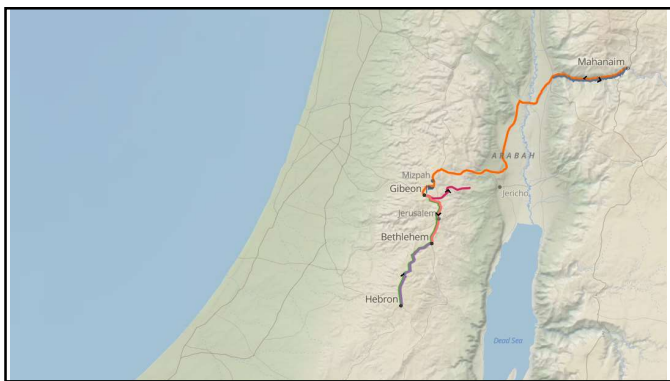 Mahanaim
ARABAH
Mizpah
Gibeon
Jericho
Jerusalem
Bethlehem
Hebron
Dead Sea